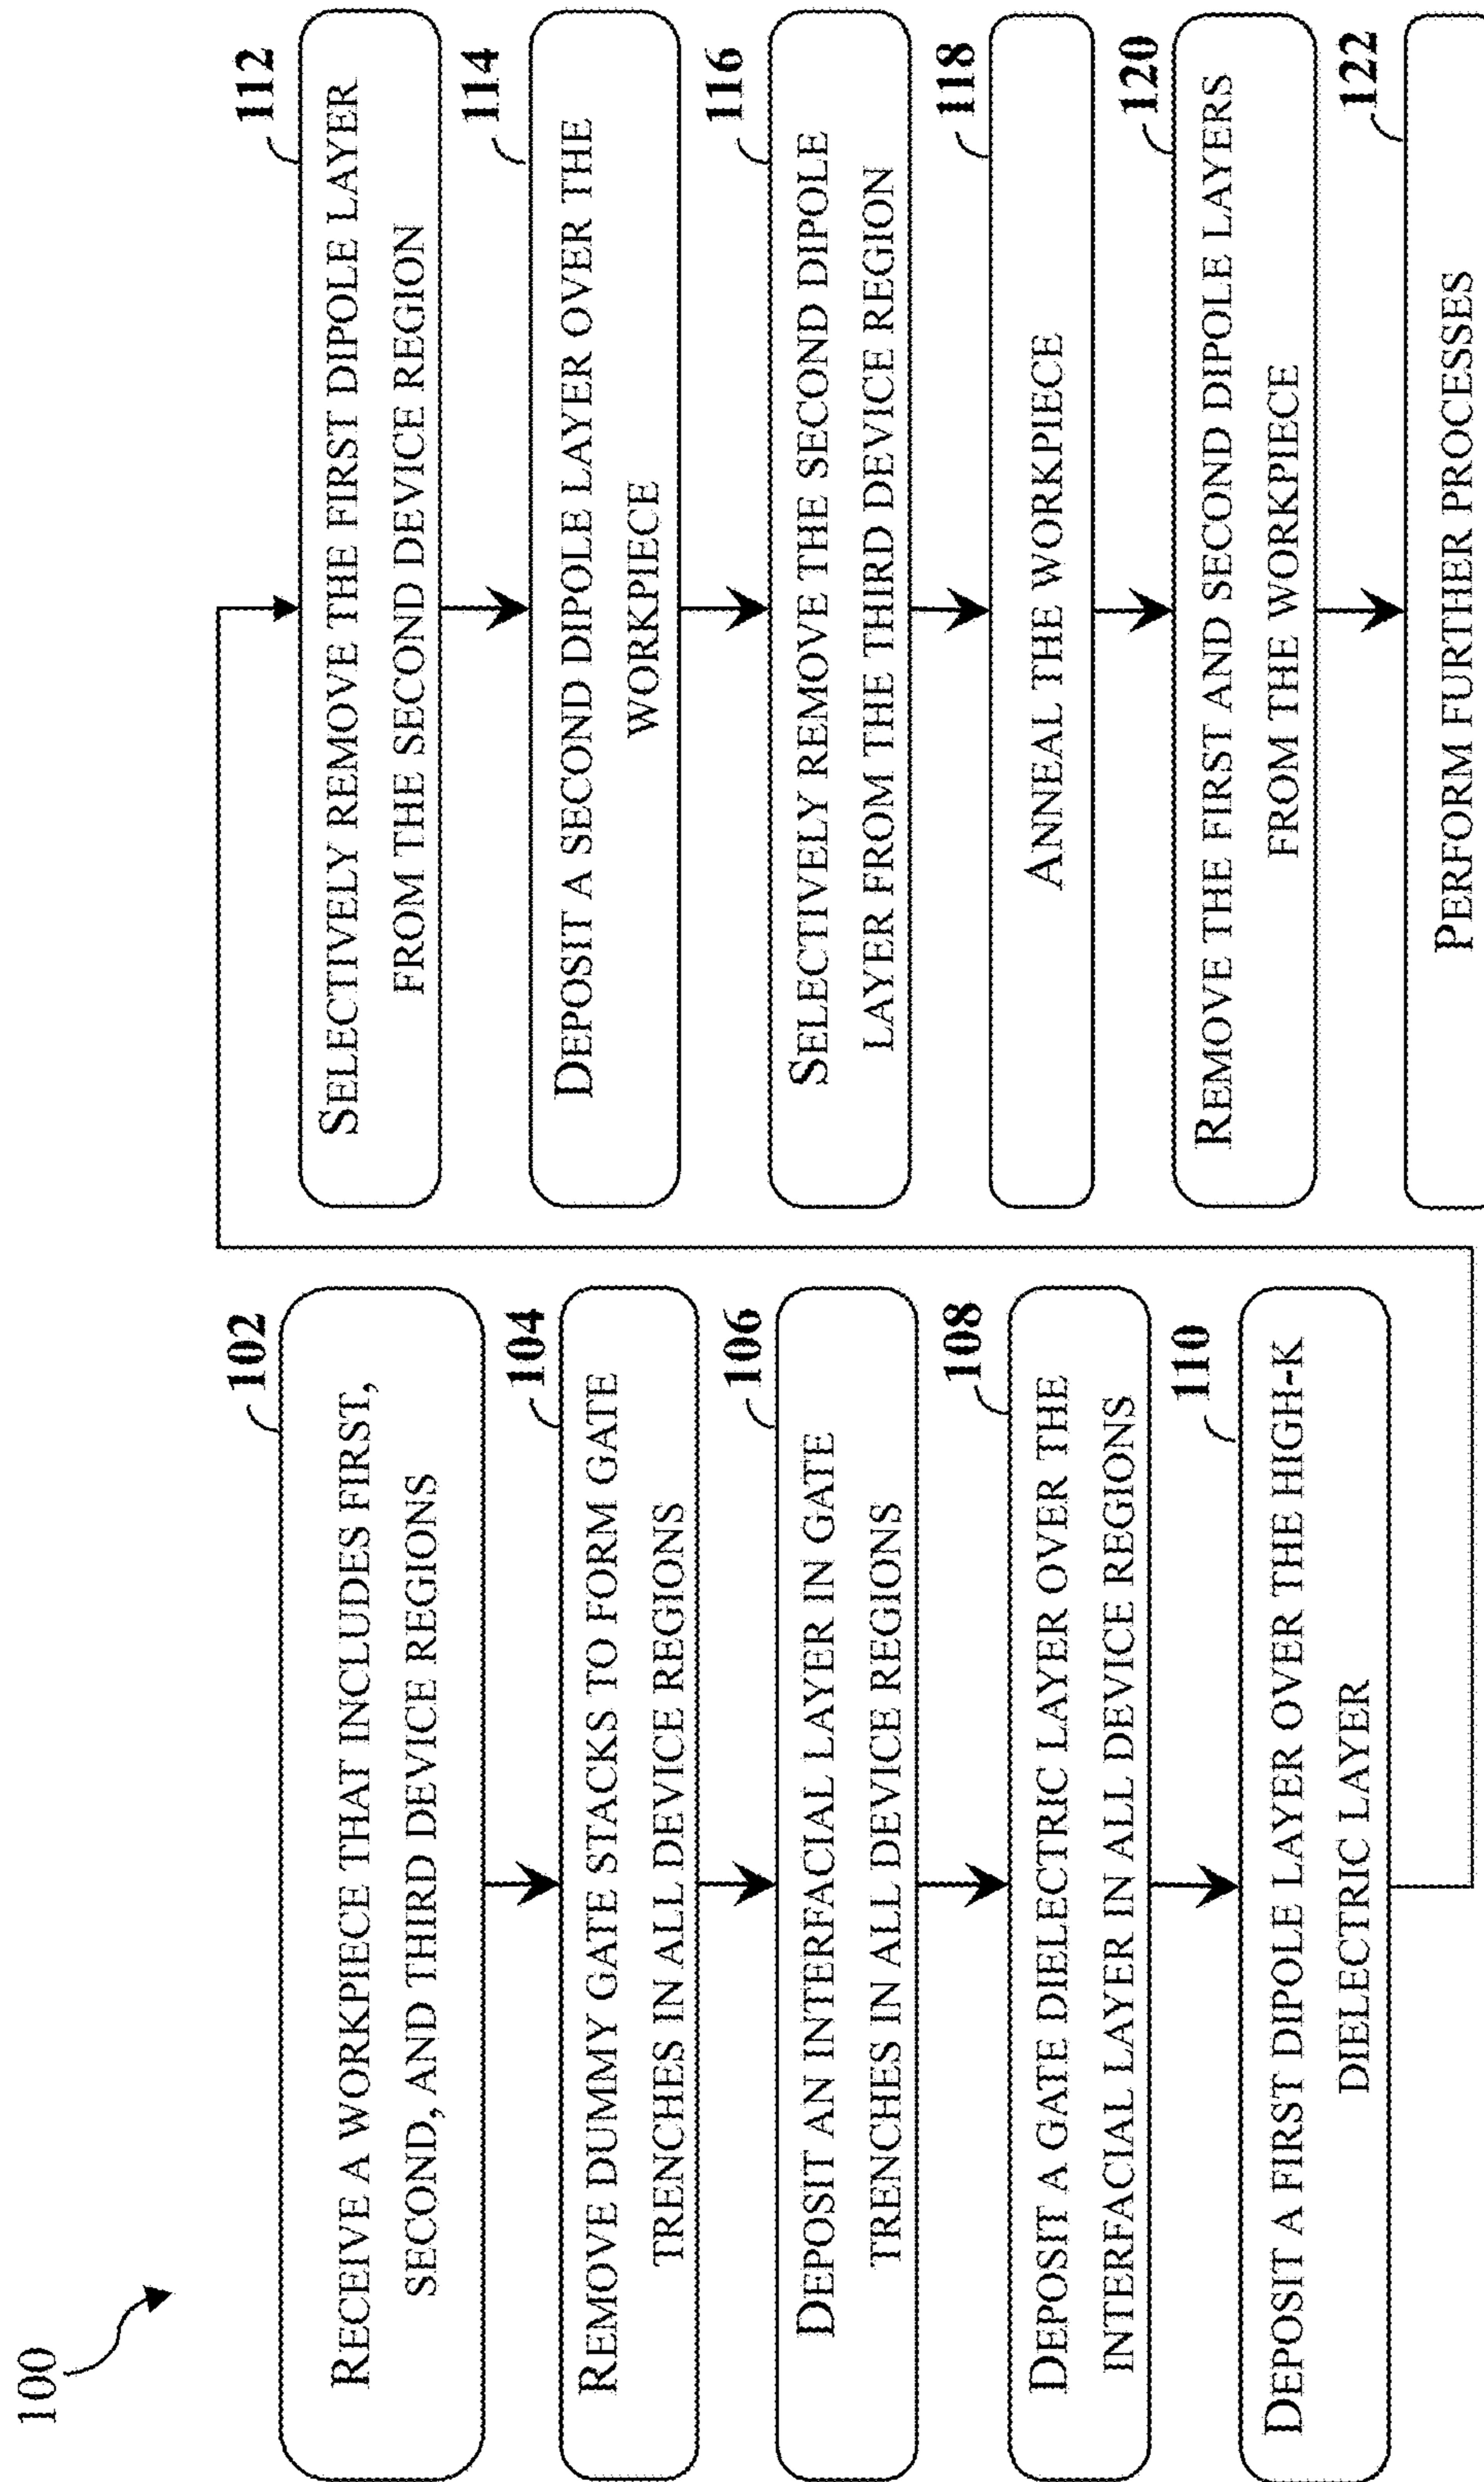 100
102
RECEIVE A WORKPIECE THAT INCLUDES FIRST,
SECOND, AND THIRD DEVICE REGIONS
104
REMOVE DUMMY GATE STACKS TO FORM GATE
TRENCHES IN ALL DEVICE REGIONS
106
DEPOSIT AN INTERFACIAL LAYER IN GATE
TRENCHES IN ALL DEVICE REGIONS
108
DEPOSIT A GATE DIELECTRIC LAYER OVER THE
INTERFACIAL LAYER IN ALL DEVICE REGIONS
110
DEPOSIT A FIRST DIPOLE LAYER OVER THE HIGH-K
DIELECTRIC LAYER
112
SELECTIVELY REMOVE THE FIRST DIPOLE LAYER
FROM THE SECOND DEVICE REGION
114
DEPOSIT A SECOND DIPOLE LAYER OVER THE
WORKPIECE
116
SELECTIVELY REMOVE THE SECOND DIPOLE
LAYER FROM THE THIRD DEVICE REGION
118
ANNEAL THE WORKPIECE
120
REMOVE THE FIRST AND SECOND DIPOLE LAYERS
FROM THE WORKPIECE
122
PERFORM FURTHER PROCESSES